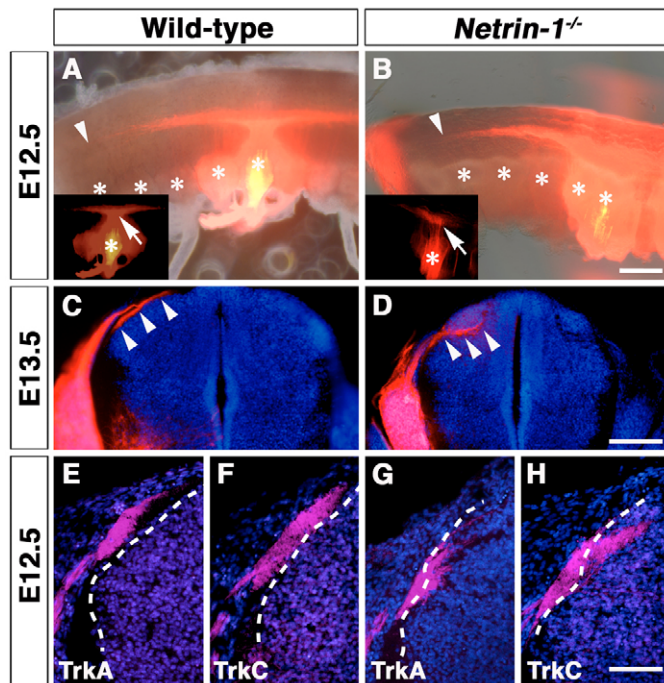 Wild-type
Netrin-1-/-
E12.5
A
B
* * * * *
* * * * *
*
*
E13.5
C
D
E12.5
E
F
G
H
TrkA
TrkC
TrkA
TrkC